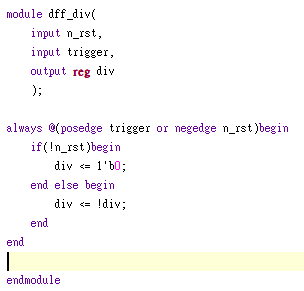 module dff_div(
input n_rst,
input trigger,
output reg div
);
always @(posedge trigger or negedge n_rst)begin
if(!n_rst)begin
div <= 1'b0;
end else begin
div <= !div;
end
end
endmodule